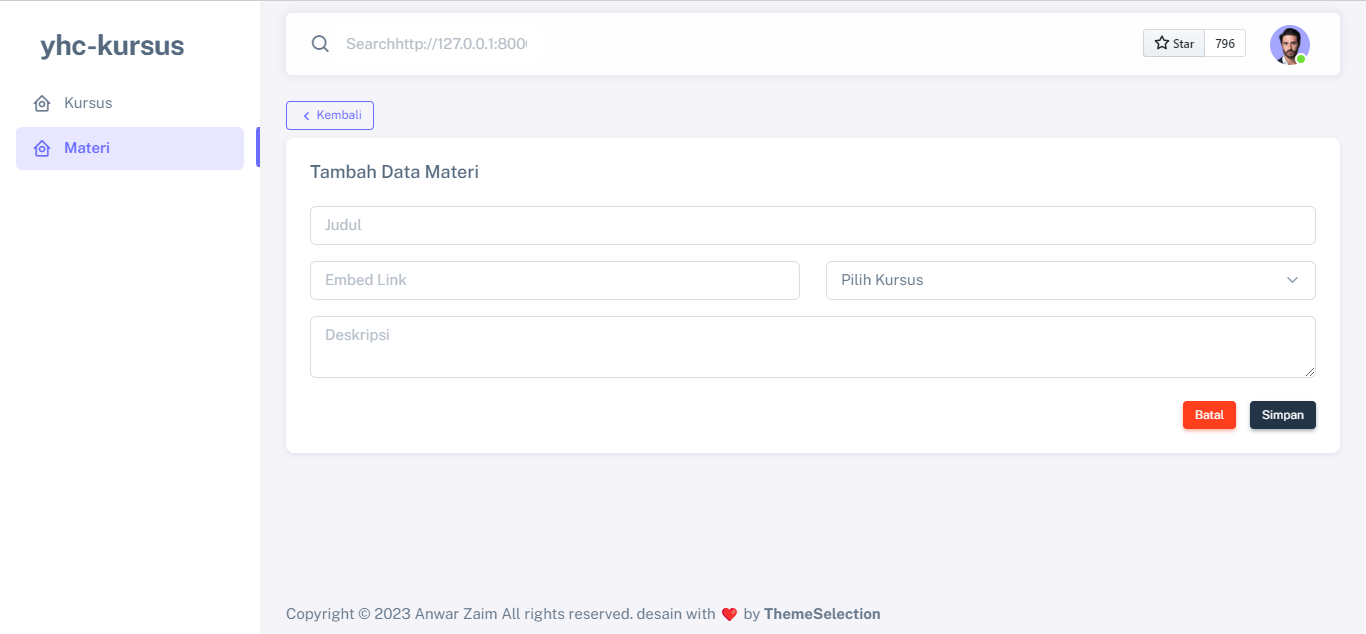 yhc-kursus
Kursus
Materi
Searchhttp://127.0.0.1:800
Star 796
Kembali
Tambah Data Materi
Judul
Embed Link
Pilih Kursus
Deskripsi
Batal Simpan
Copyright © 2023 Anwar Zaim All rights reserved. desain with ❤️ by ThemeSelection